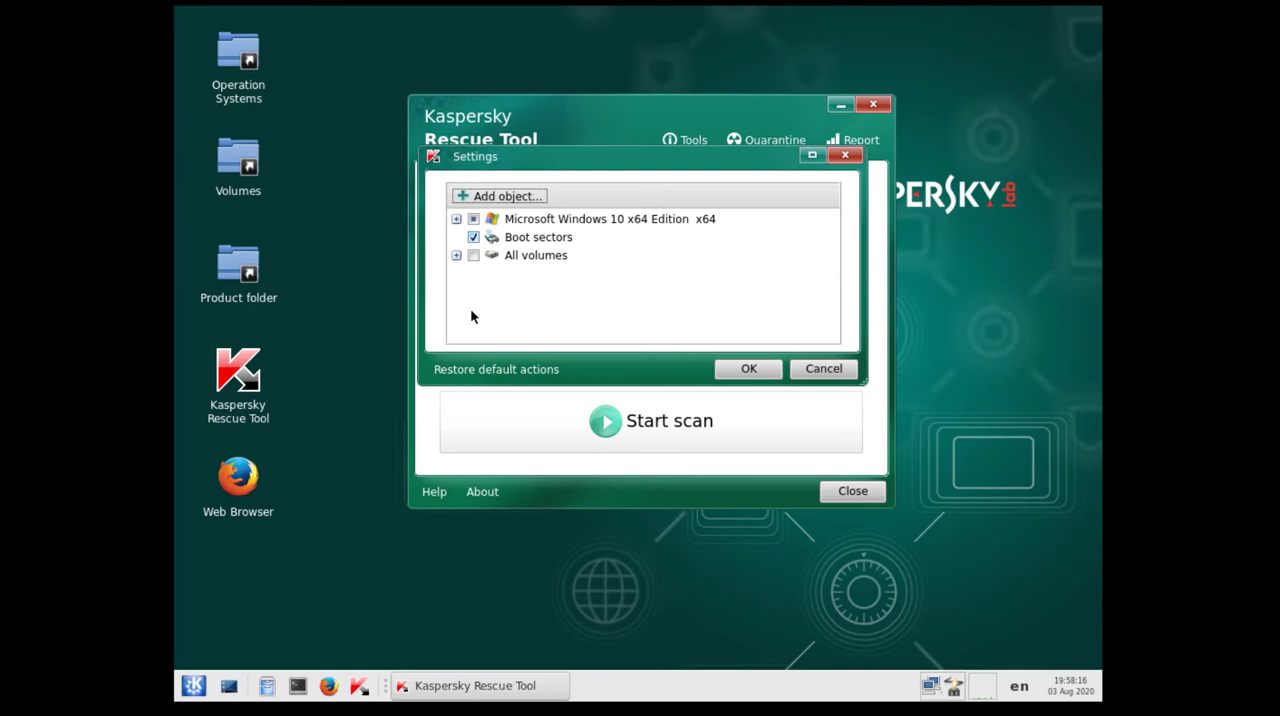 Operation
Systems
Volumes
Product folder
Kaspersky
Rescue Tool
Web Browser
Kaspersky
Rescue Tool
Tools
Quarantine
Report
Settings
Add object...
Microsoft Windows 10 x64 Edition x64
Boot sectors
All volumes
Restore default actions
OK
Cancel
Start scan
Help
About
Close
PERSKY lab
Kaspersky Rescue Tool
en
19:58:16
03 Aug 2020